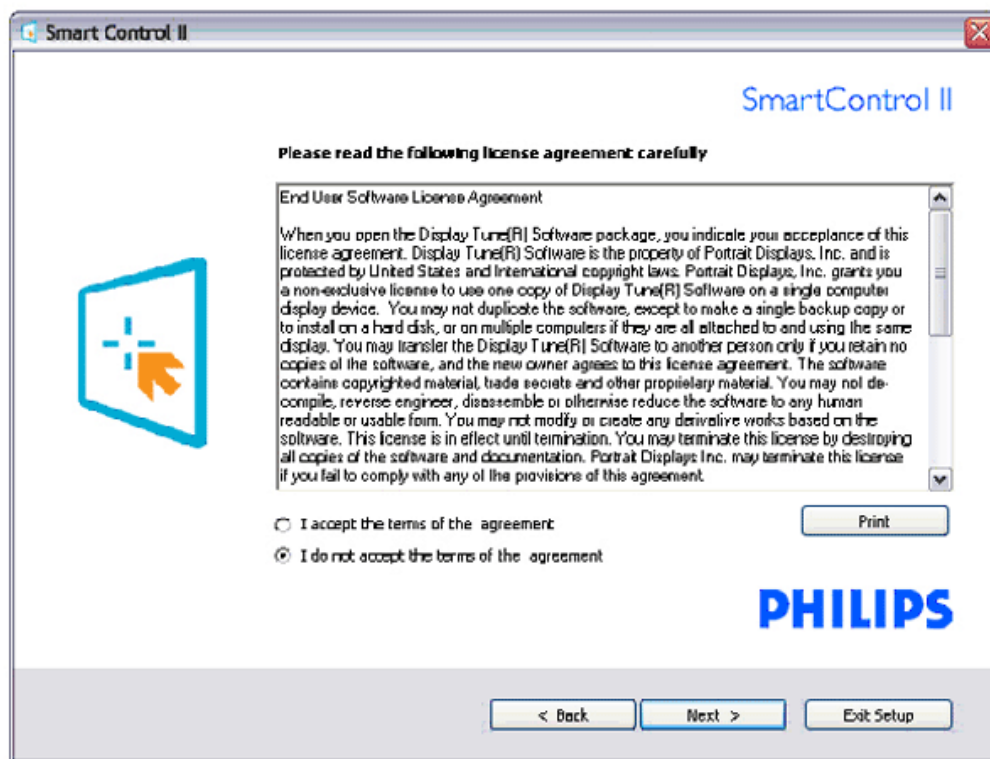 Smart Control II
SmartControl II
Please read the following license agreement carefully
End User Software License Agreement
When you open the Display Tune(R) Software package, you indicate your acceptance of this
license agreement. Display Tune(R) Software is the property of Portrait Displays, Inc. and is
protected by United States and International copyright laws. Portrait Displays, Inc. grants you
a non-exclusive license to use one copy of Display Tune(R) Software on a single computer
display device. You may not duplicate the software, except to make a single backup copy or
to install on a hard disk, or on multiple computers if they are all attached to and using the same
display. You may transfer the Display Tune(R) Software to another person only if you retain no
copies of the software, and the new owner agrees to this license agreement. The software
contains copyrighted material, trade secrets and other proprietary material. You may not de-
compile, reverse engineer, disassemble or otherwise reduce the software to any human
readable or usable form. You may not modify or create any derivative works based on the
software. This license is in effect until termination. You may terminate this license by destroying
all copies of the software and documentation. Portrait Displays Inc. may terminate this license
if you fail to comply with any of the provisions of this agreement.
I accept the terms of the agreement
Print
I do not accept the terms of the agreement
PHILIPS
< Back
Next >
Exit Setup